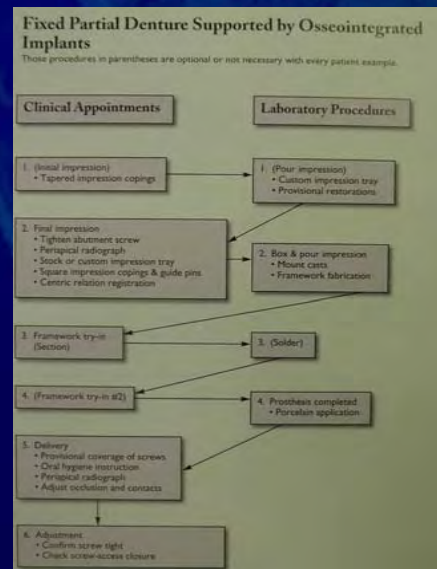 Fixed Partial Denture Supported by Osseointegrated
Implants
Those procedures in parentheses are optional or not necessary with every patient example.
Clinical Appointments
Laboratory Procedures
1. (Initial impression)
• Tapered impression copings
1. (Pour impression)
• Custom impression tray
• Provisional restorations
2. Final impression
• Tighten abutment screw
• Periapical radiograph
• Stock or custom impression tray
• Square impression copings & guide pins
• Centric relation registration
2. Box & pour impression
• Mount casts
• Framework fabrication
3. Framework try-in
(Section)
3. (Solder)
4. (Framework try-in #2)
4. Prosthesis completed
• Porcelain application
5. Delivery
• Provisional coverage of screws
• Oral hygiene instruction
• Periapical radiograph
• Adjust occlusion and contacts
6. Adjustment
• Confirm screw tight
• Check screw-access closure